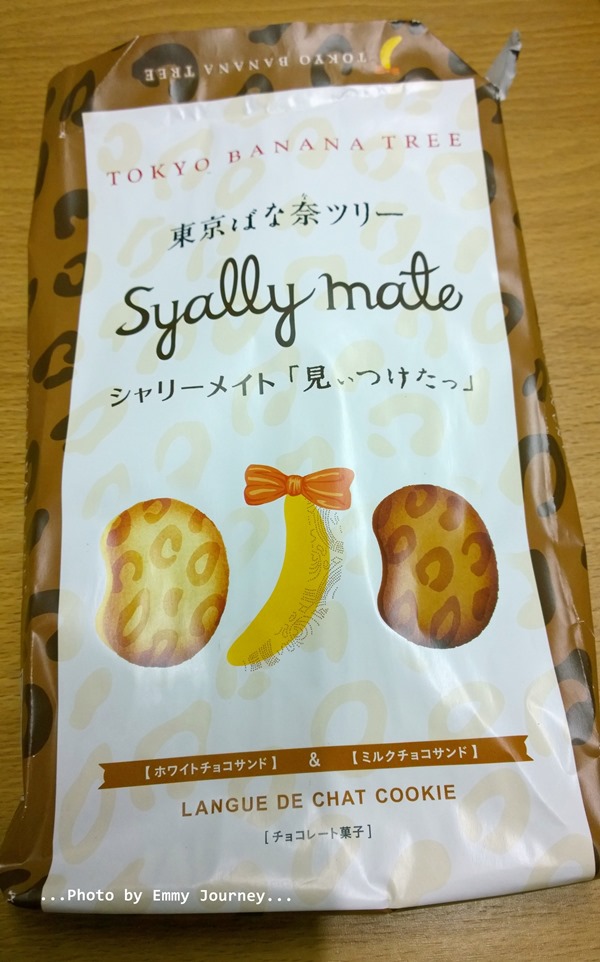 TOKYO BANANA TREE
TOKYO BANANA TREE
東京ばな奈ツリー
Syally mate
シャリーメイト「見ぃつけたっ」
【ホワイトチョコサンド】 & 【ミルクチョコサンド】
LANGUE DE CHAT COOKIE
[チョコレート菓子]
...Photo by Emmy Journey...